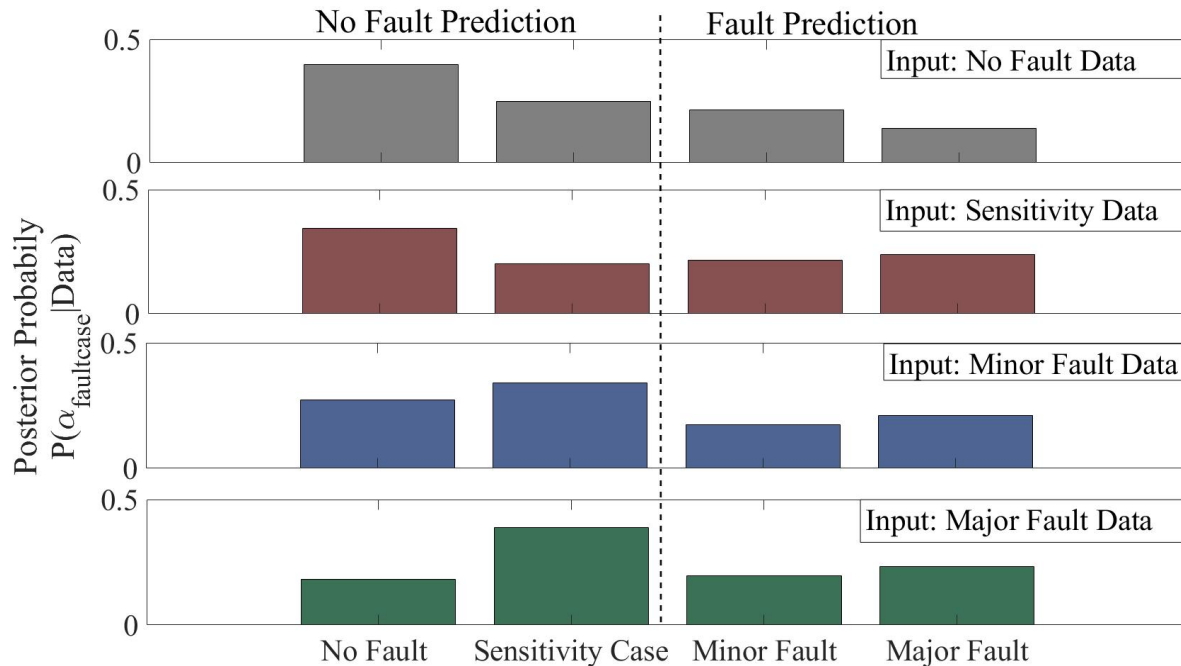 No Fault Prediction
Fault Prediction
0.5
Input: No Fault Data
0
0.5
Input: Sensitivity Data
0
0.5
Input: Minor Fault Data
0
0.5
Input: Major Fault Data
0
Posterior Probabily
P(α_faultcase|Data)
No Fault
Sensitivity Case
Minor Fault
Major Fault